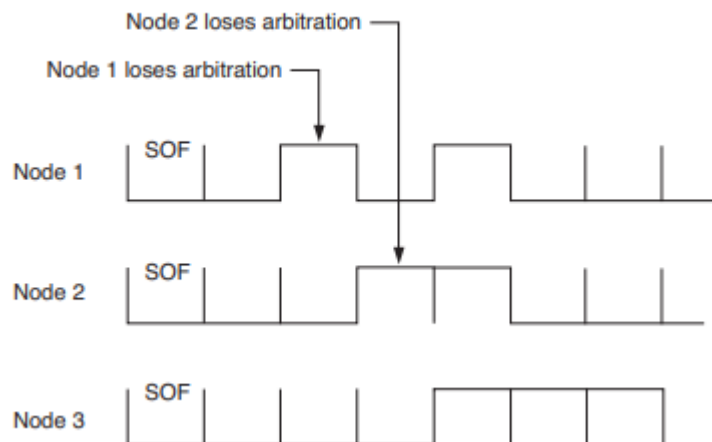 Node 2 loses arbitration
Node 1 loses arbitration
SOF
Node 1
SOF
Node 2
SOF
Node 3